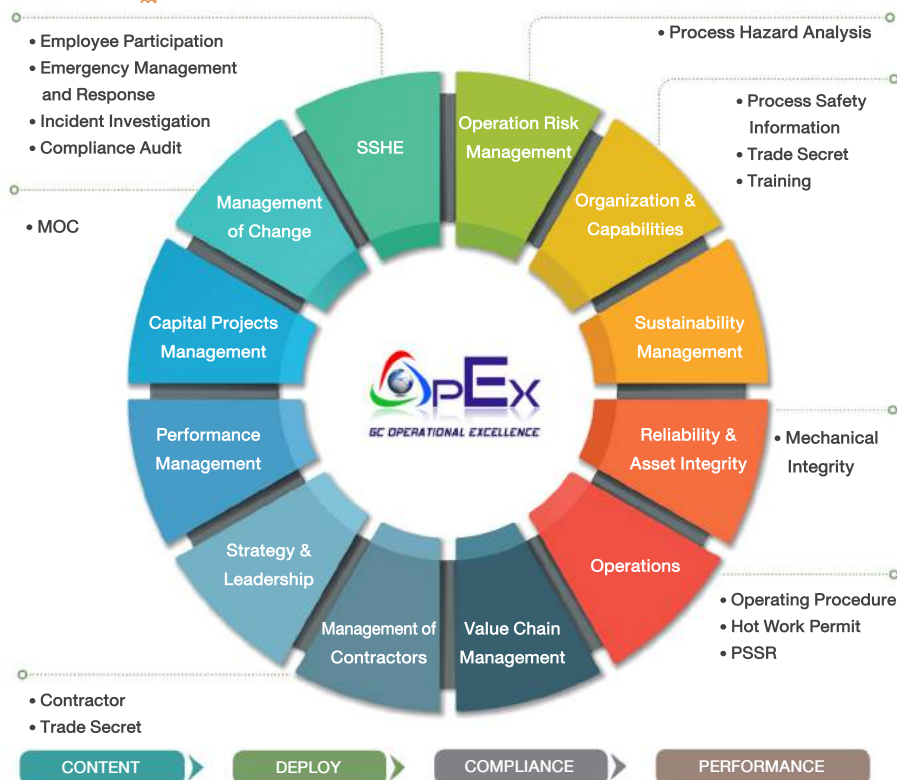 • Employee Participation
• Emergency Management
and Response
• Incident Investigation
• Compliance Audit
• MOC
• Process Hazard Analysis
• Process Safety
Information
• Trade Secret
• Training
SSHE
Operation Risk
Management
Organization &
Capabilities
Sustainability
Management
Reliability &
Asset Integrity
• Mechanical
Integrity
Operations
• Operating Procedure
• Hot Work Permit
• PSSR
Value Chain
Management
Management of
Contractors
• Contractor
• Trade Secret
Strategy &
Leadership
Performance
Management
Capital Projects
Management
Management
of Change
OPEX
GC OPERATIONAL EXCELLENCE
CONTENT
DEPLOY
COMPLIANCE
PERFORMANCE